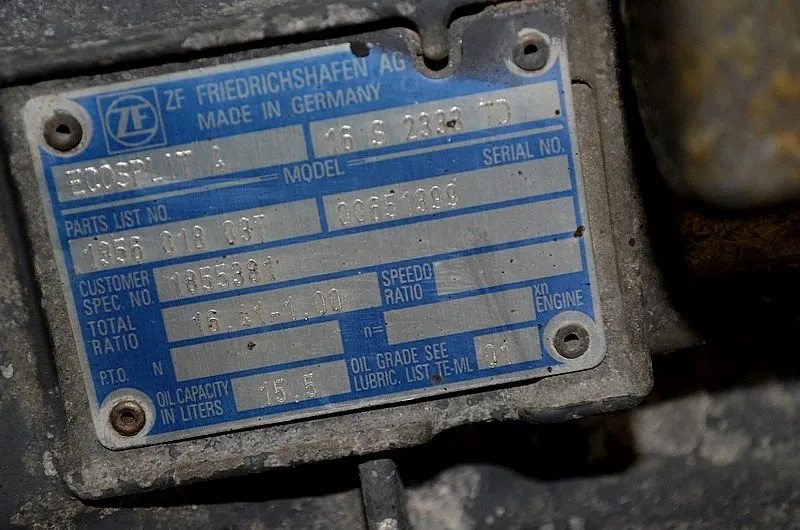 ZF
ZF FRIEDRICHSHAFEN AG
MADE IN GERMANY
ECOSPLIT 4 16 S 2333 TD
MODEL
PARTS LIST NO. SERIAL NO.
1356 018 037 00651399
CUSTOMER SPEC. NO. 1855381
TOTAL RATIO 16.41-1.00 SPEEDO RATIO
P.T.O. N n= xn ENGINE
OIL CAPACITY IN LITERS 15.5 OIL GRADE SEE LUBRIC. LIST TE-ML 01